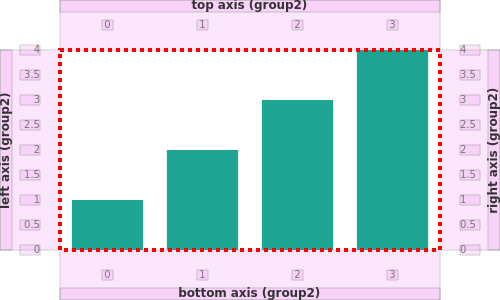 top axis (group2)
0 1 2 3
left axis (group2)
4 4
3.5 3.5
3 3
2.5 2.5
2 2
1.5 1.5
1 1
0.5 0.5
0 0
right axis (group2)
0 1 2 3
bottom axis (group2)